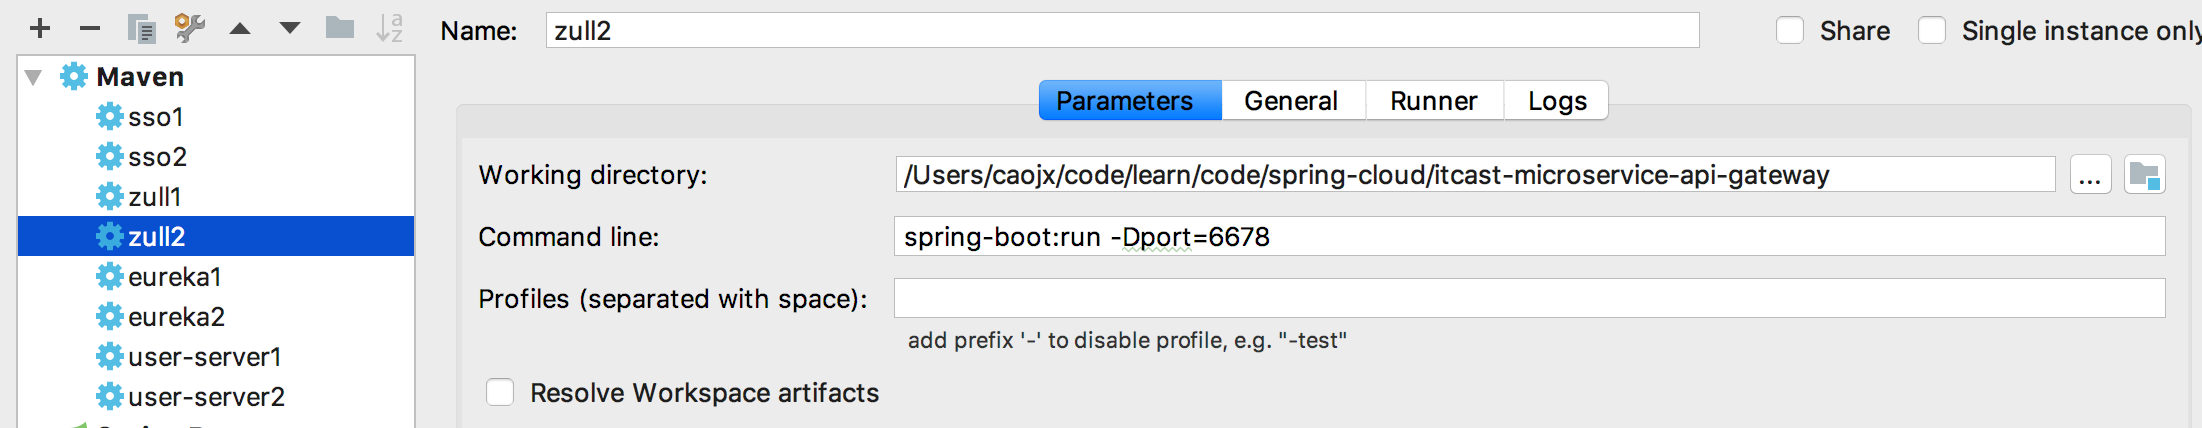 Name: zull2 Share Single instance only
Maven
sso1
sso2
zull1
zull2
eureka1
eureka2
user-server1
user-server2
Parameters General Runner Logs
Working directory: /Users/caojx/code/learn/code/spring-cloud/itcast-microservice-api-gateway ...
Command line: spring-boot:run -Dport=6678
Profiles (separated with space):
add prefix '-' to disable profile, e.g. "-test"
Resolve Workspace artifacts